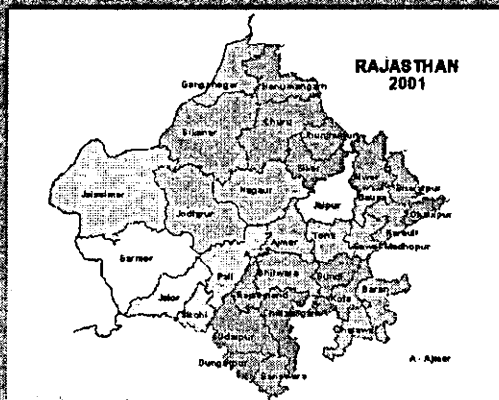 RAJASTHAN
2001
Ganganagar
Hanumangarh
Churu
Bikaner
Jhunjhunun
Sikar
Alwar
Bharatpur
Jaisalmer
Nagaur
Jaipur
Dausa
Dholpur
Jodhpur
Karauli
Ajmer
Tonk
Sawai Madhopur
Barmer
A
Pali
Bhilwara
Bundi
Baran
Rajsamand
Kota
Jalor
Sirohi
Chittaurgarh
Jhalawar
Udaipur
A - Ajmer
Dungarpur
Banswara